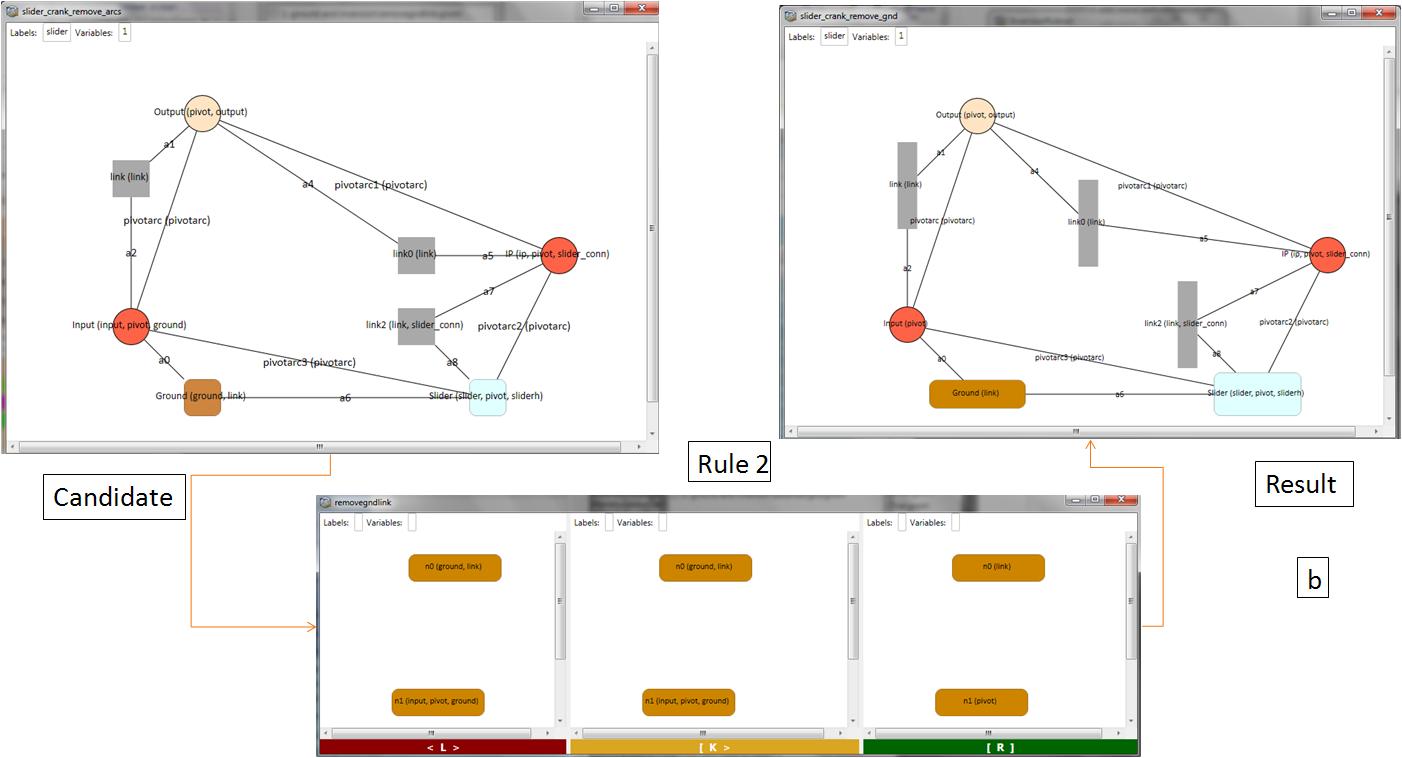 slider_crank_remove_arcs
Labels: slider Variables: 1
Output (pivot, output)
a1
link (link)
a4
pivotarc1 (pivotarc)
pivotarc (pivotarc)
a2
link0 (link)
a5
IP (ip, pivot, slider_conn)
a7
Input (input, pivot, ground)
link2 (link, slider_conn)
pivotarc2 (pivotarc)
a0
pivotarc3 (pivotarc)
a8
Ground (ground, link)
a6
Slider (slider, pivot, sliderh)
slider_crank_remove_gnd
Labels: slider Variables: 1
Output (pivot, output)
a1
a4
link (link)
pivotarc1 (pivotarc)
pivotarc (pivotarc)
link0 (link)
a5
IP (ip, pivot, slider_conn)
a2
a7
Input (pivot)
link2 (link, slider_conn)
pivotarc2 (pivotarc)
a0
pivotarc3 (pivotarc)
a8
Ground (link)
a6
Slider (slider, pivot, sliderh)
Candidate
Rule 2
Result
b
removegndlink
Labels: Variables:
n0 (ground, link)
n1 (input, pivot, ground)
< L >
Labels: Variables:
n0 (ground, link)
n1 (input, pivot, ground)
[ K >
Labels: Variables:
n0 (link)
n1 (pivot)
[ R ]